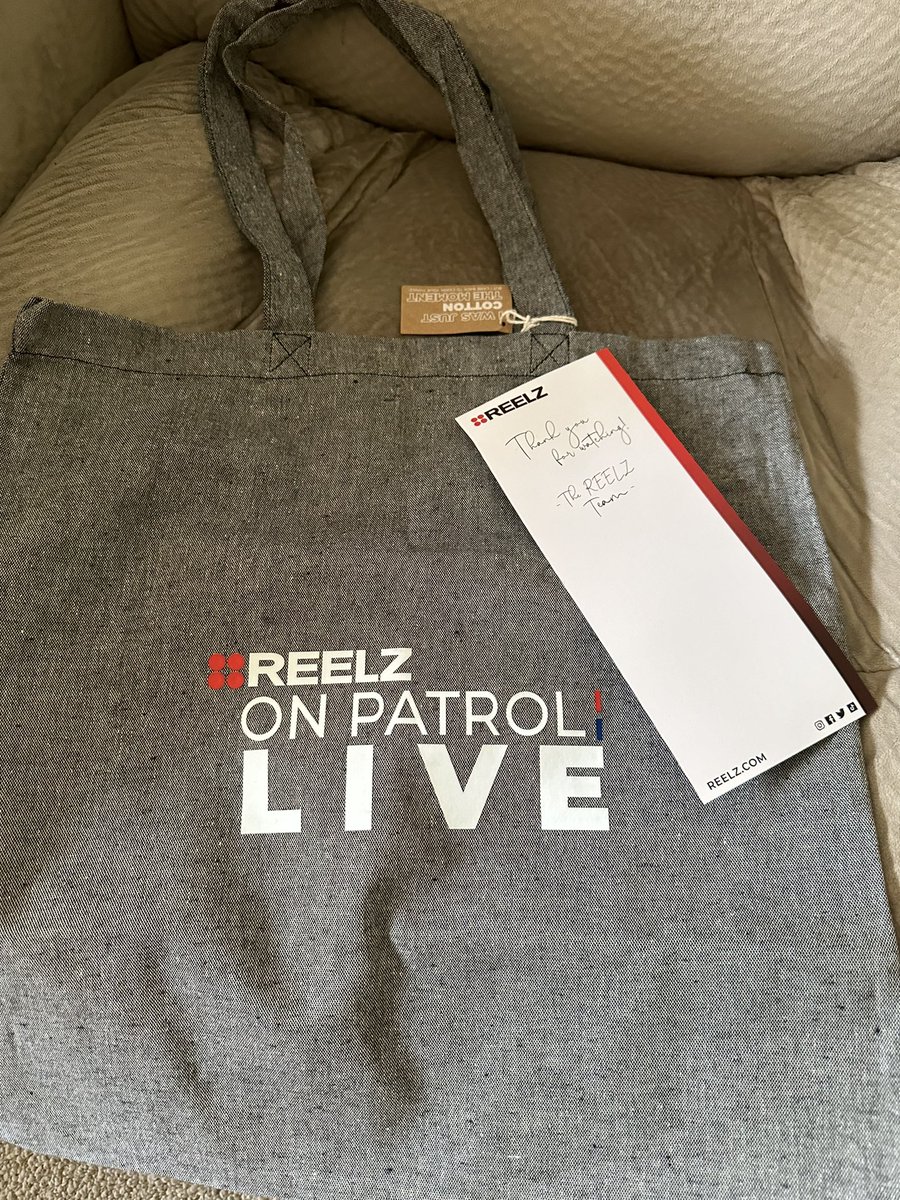 I WAS JUST
COTTON
THE MOMENT
REELZ
Thank you
for watching!
-The REELZ
Team-
REELZ.COM
REELZ
ON PATROL
LIVE